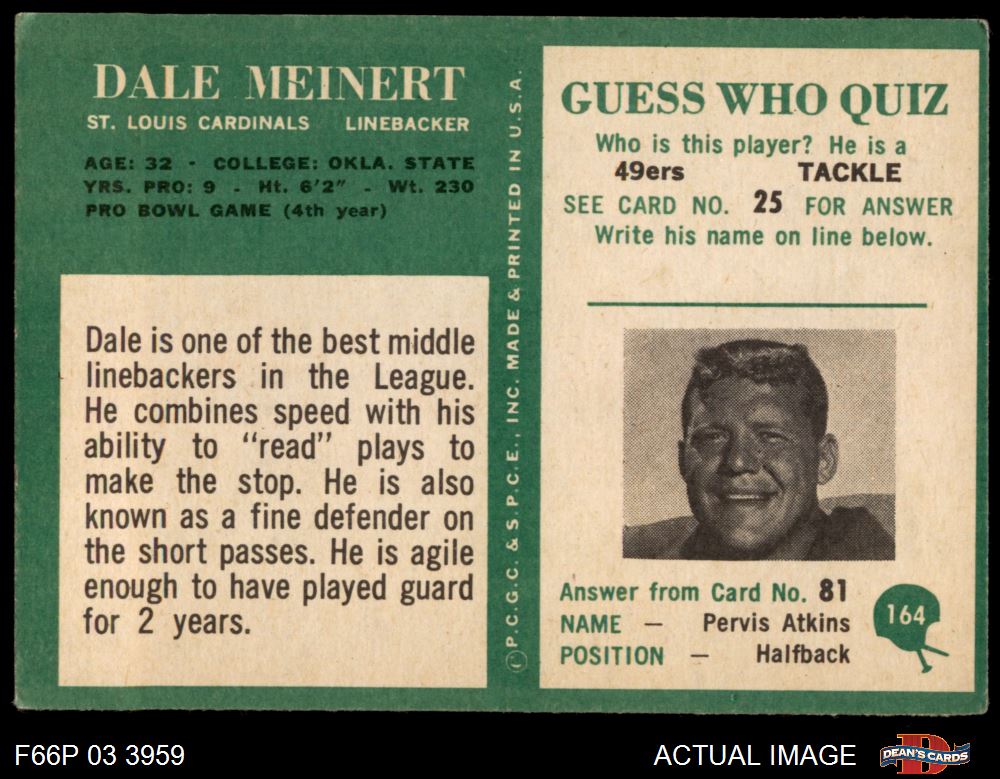 DALE MEINERT
ST. LOUIS CARDINALS LINEBACKER
AGE: 32 - COLLEGE: OKLA. STATE
YRS. PRO: 9 - Ht. 6'2" - Wt. 230
PRO BOWL GAME (4th year)
Dale is one of the best middle
linebackers in the League.
He combines speed with his
ability to "read" plays to
make the stop. He is also
known as a fine defender on
the short passes. He is agile
enough to have played guard
for 2 years.
©P.C.G.C. & S.P.C.E., INC. MADE & PRINTED IN U.S.A.
GUESS WHO QUIZ
Who is this player? He is a
49ers TACKLE
SEE CARD NO. 25 FOR ANSWER
Write his name on line below.
Answer from Card No. 81
NAME — Pervis Atkins
POSITION — Halfback
164
F66P 03 3959
ACTUAL IMAGE
D
DEAN'S CARDS